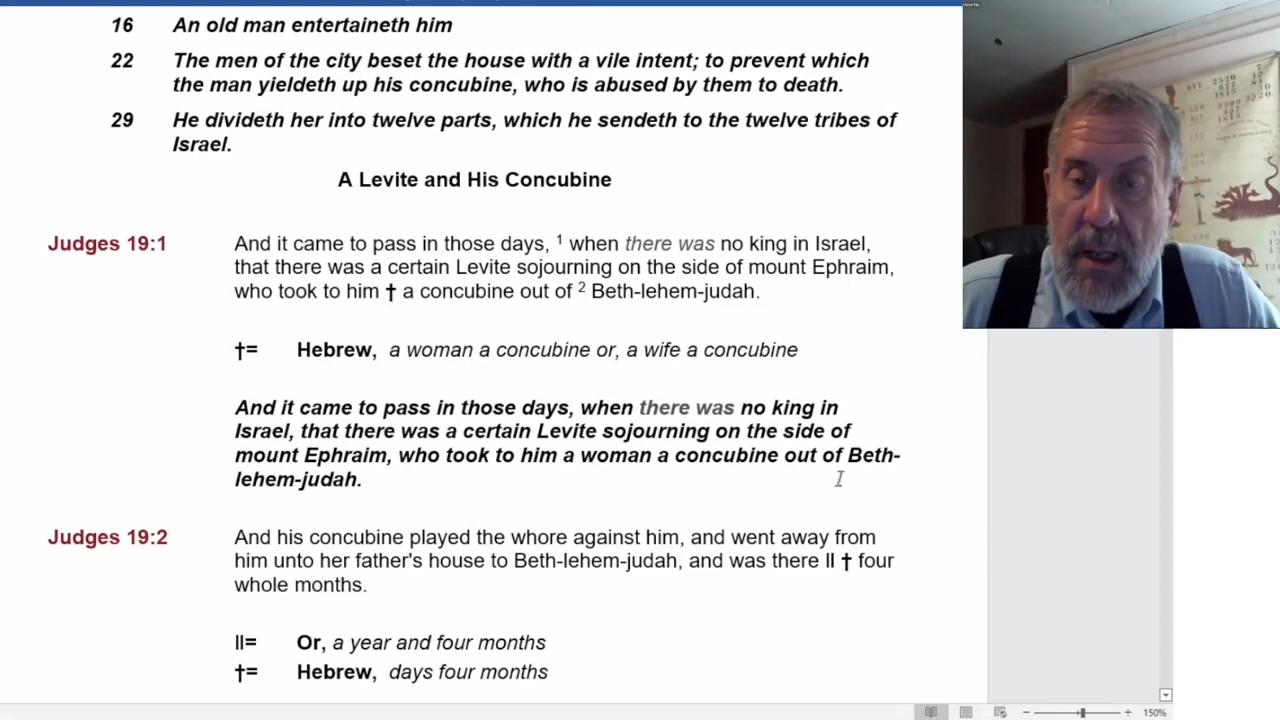 16 An old man entertaineth him
22 The men of the city beset the house with a vile intent; to prevent which
the man yieldeth up his concubine, who is abused by them to death.
29 He divideth her into twelve parts, which he sendeth to the twelve tribes of
Israel.
A Levite and His Concubine
Judges 19:1 And it came to pass in those days, ¹ when there was no king in Israel,
that there was a certain Levite sojourning on the side of mount Ephraim,
who took to him † a concubine out of ² Beth-lehem-judah.
†= Hebrew, a woman a concubine or, a wife a concubine
And it came to pass in those days, when there was no king in
Israel, that there was a certain Levite sojourning on the side of
mount Ephraim, who took to him a woman a concubine out of Beth-
lehem-judah.
Judges 19:2 And his concubine played the whore against him, and went away from
him unto her father's house to Beth-lehem-judah, and was there ll † four
whole months.
ll= Or, a year and four months
†= Hebrew, days four months
150%
677 2520
1843
2300
1843
2520